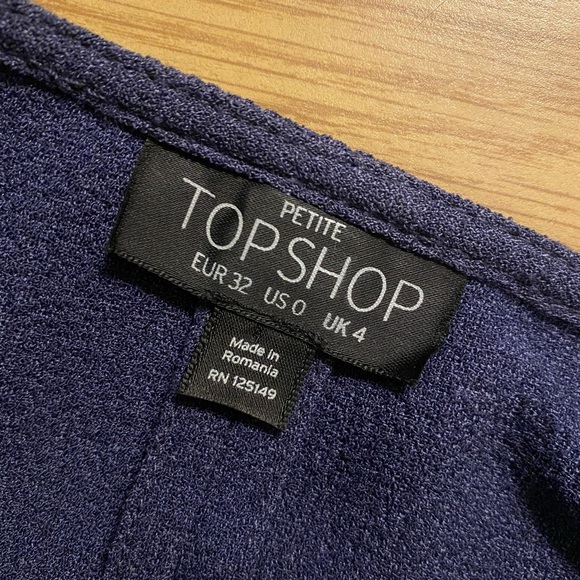 PETITE
TOPSHOP
EUR 32 US 0 UK 4
Made in
Romania
RN 125149